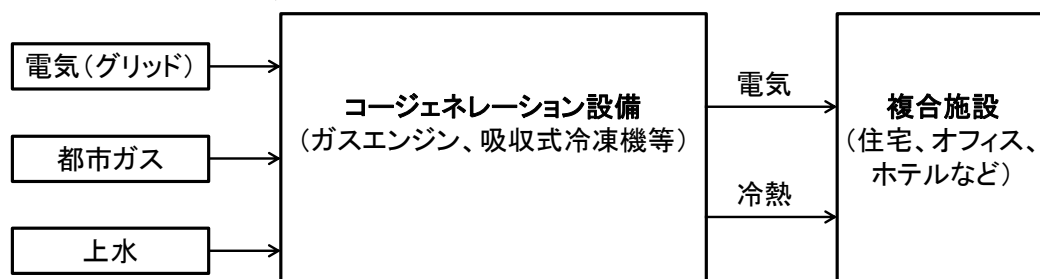 電気（グリッド）
都市ガス
上水
コージェネレーション設備
（ガスエンジン、吸収式冷凍機等）
電気
冷熱
複合施設
（住宅、オフィス、
ホテルなど）